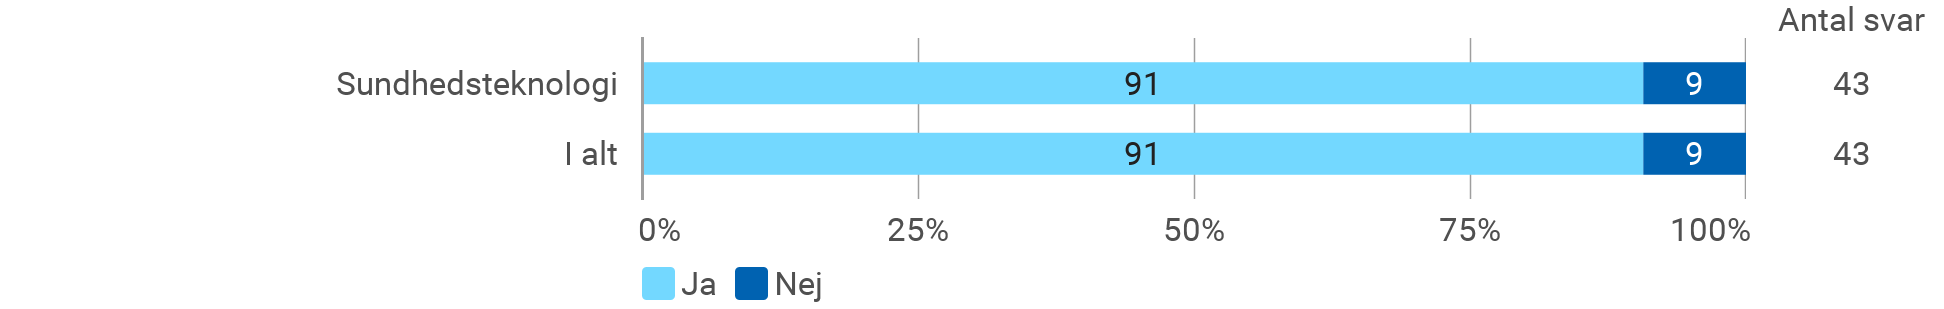 Antal svar
Sundhedsteknologi 91 9 43
I alt 91 9 43
0% 25% 50% 75% 100%
Ja Nej